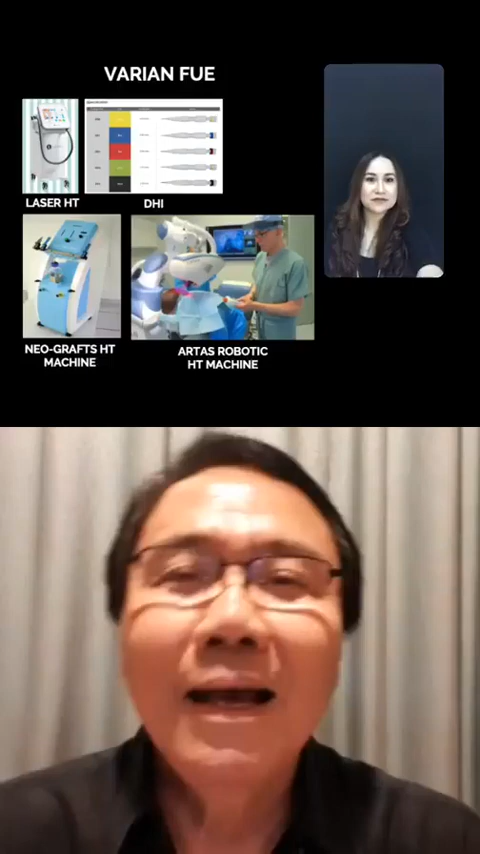 VARIAN FUE
LASER HT
DHI
NEO-GRAFTS HT
MACHINE
ARTAS ROBOTIC
HT MACHINE